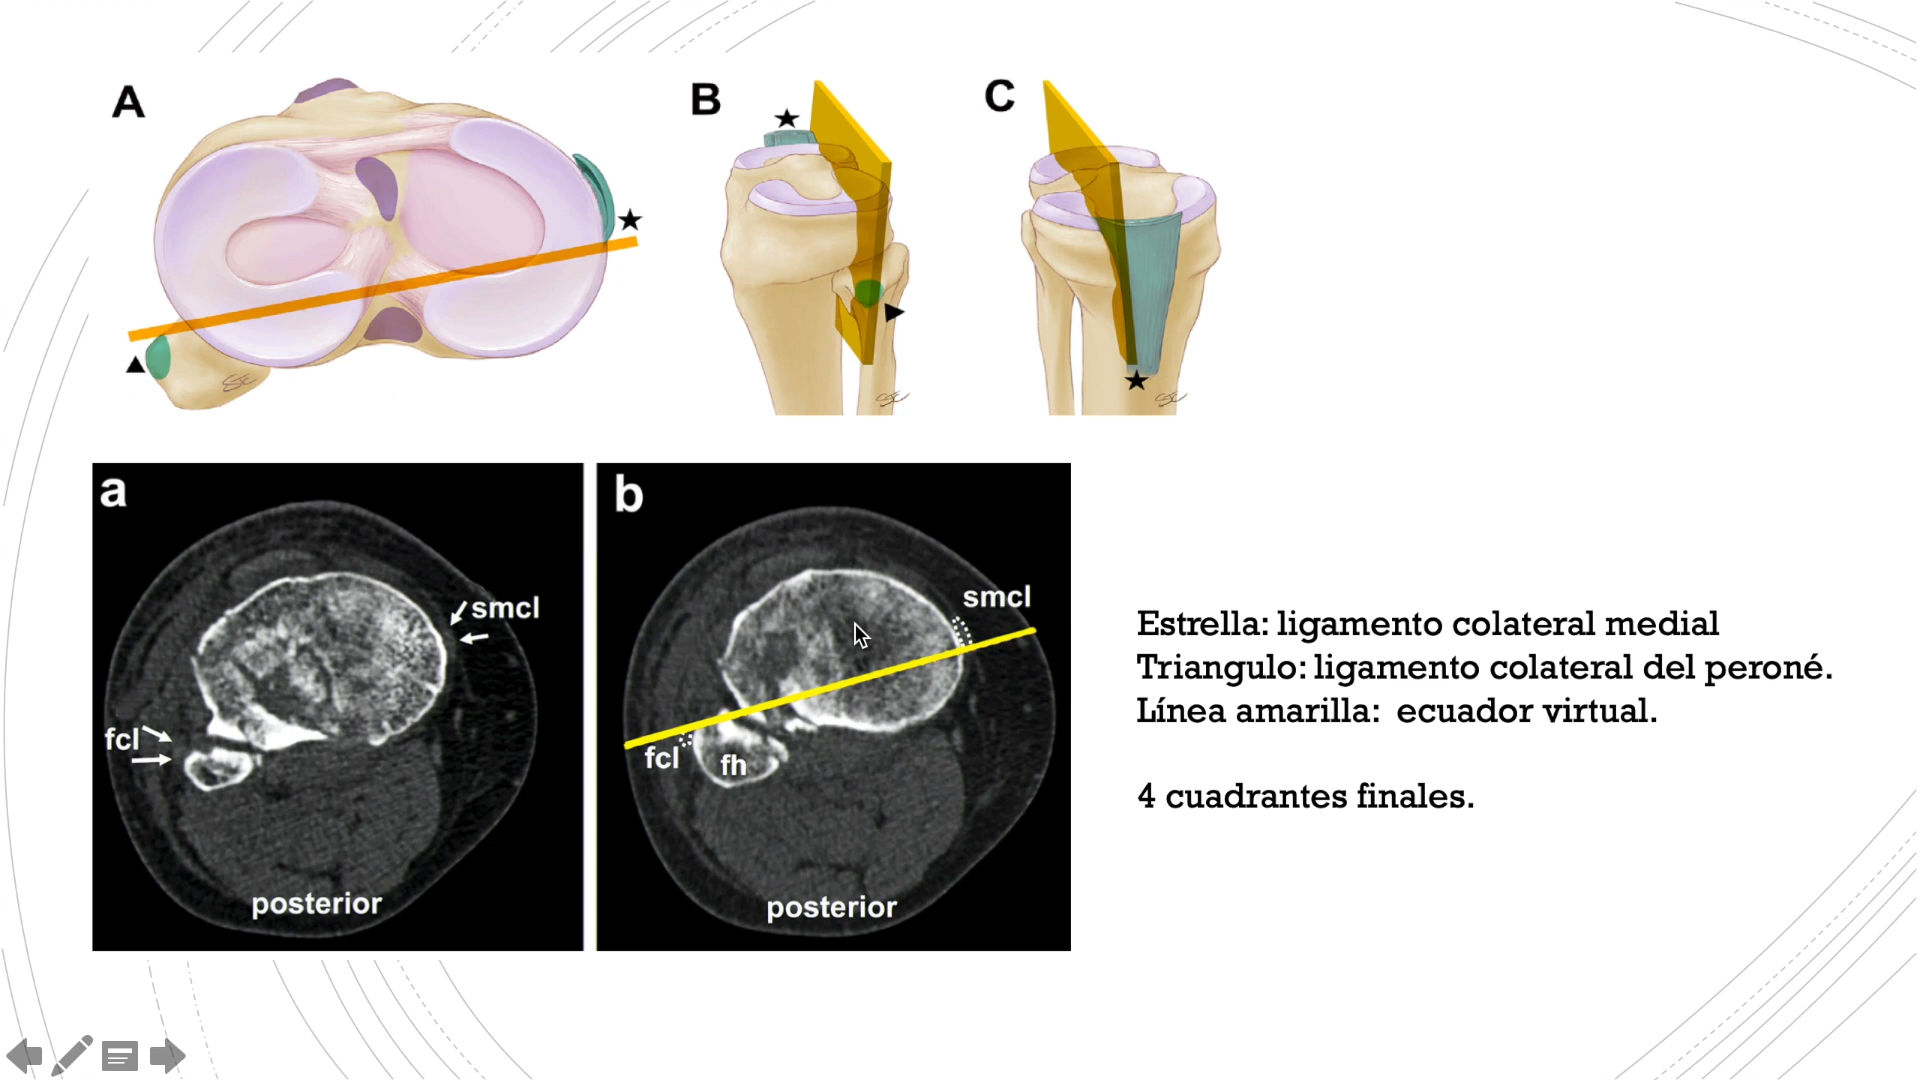 A
B
C
a
smcl
fcl
posterior
b
smcl
fcl
fh
posterior
Estrella: ligamento colateral medial
Triangulo: ligamento colateral del peroné.
Línea amarilla: ecuador virtual.
4 cuadrantes finales.